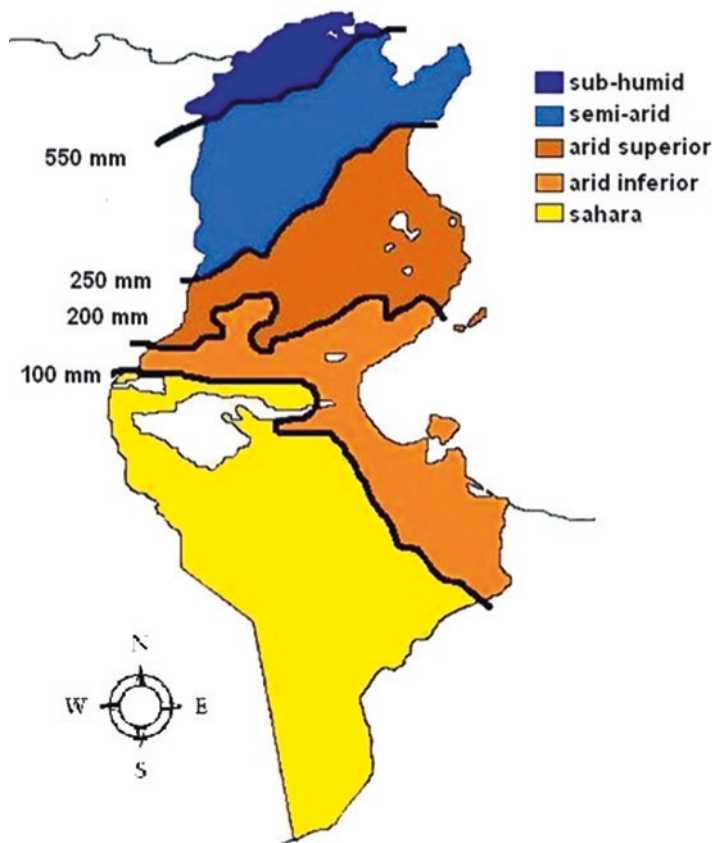 sub-humid
semi-arid
arid superior
arid inferior
sahara
550 mm
250 mm
200 mm
100 mm
N
W E
S